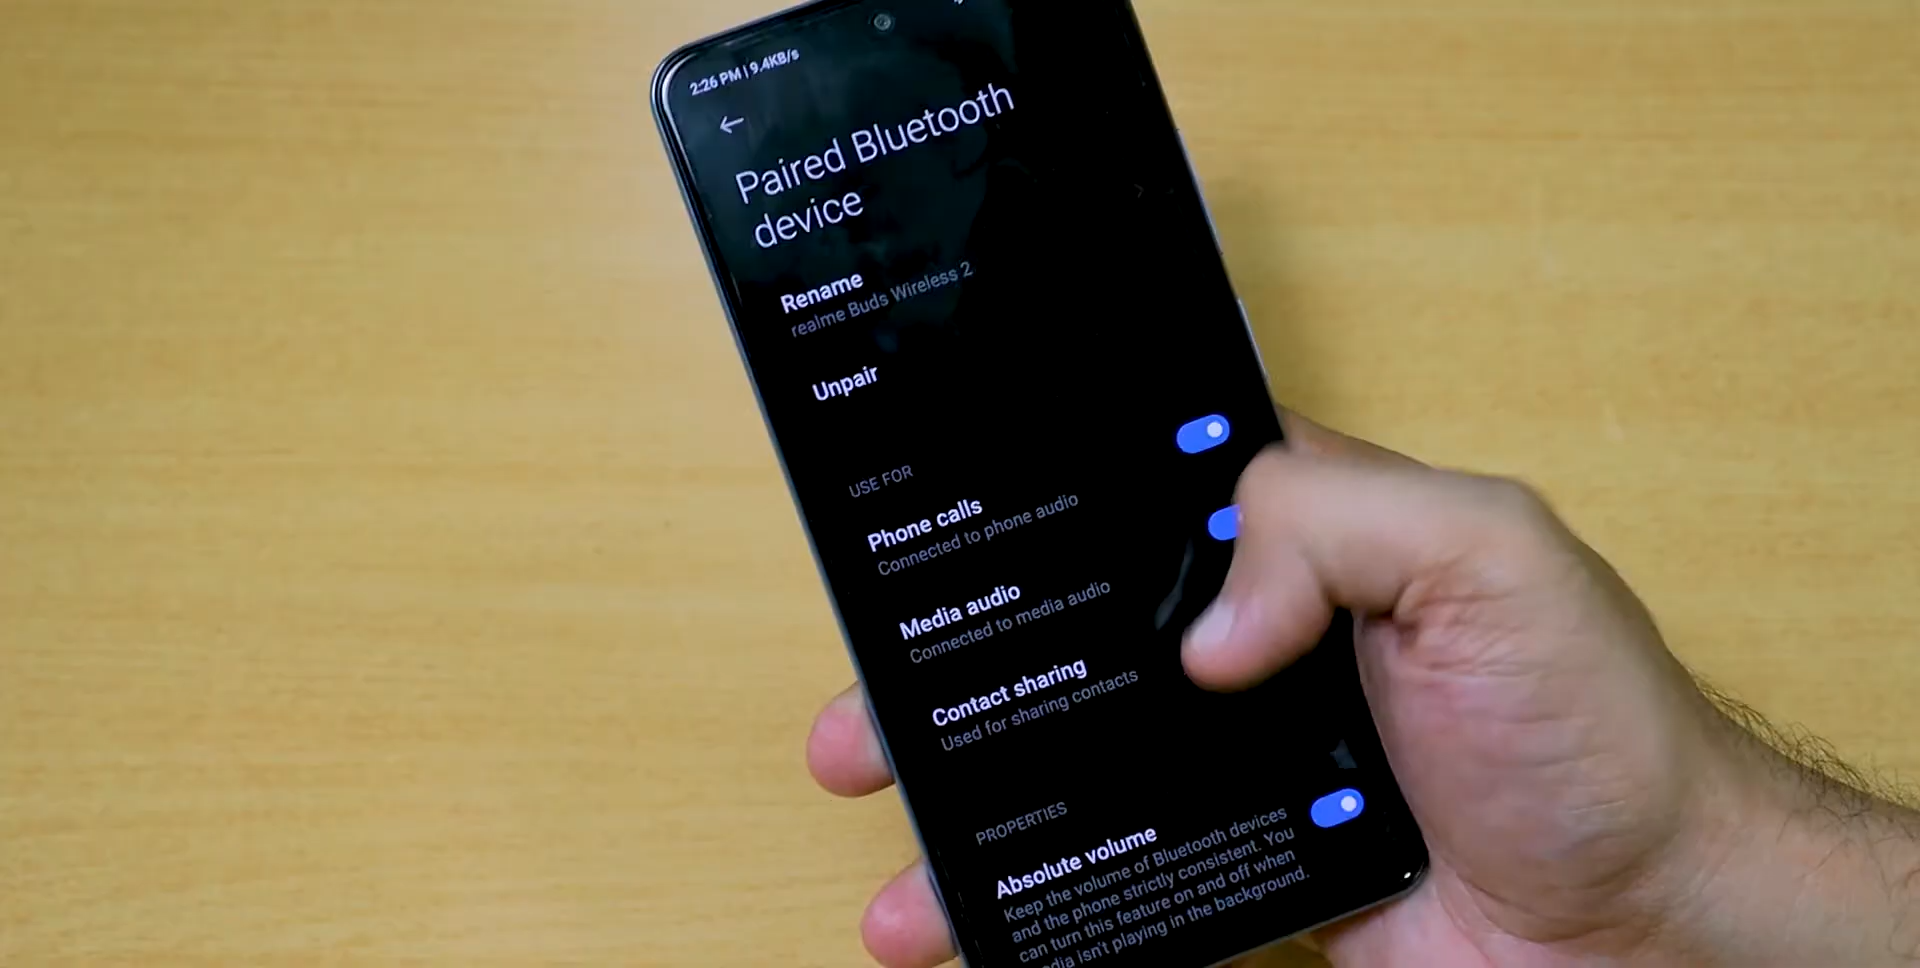 2:26 PM | 9.4KB/s
Paired Bluetooth
device
Rename
realme Buds Wireless 2
Unpair
USE FOR
Phone calls
Connected to phone audio
Media audio
Connected to media audio
Contact sharing
Used for sharing contacts
PROPERTIES
Absolute volume
Keep the volume of Bluetooth devices
and the phone strictly consistent. You
can turn this feature on and off when
isn't playing in the background.